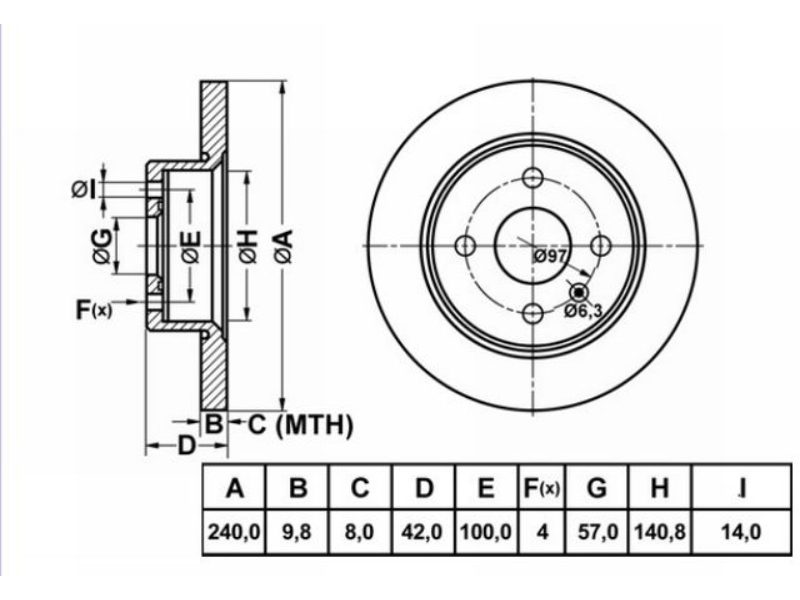 ØI
ØG
ØE
ØH
ØA
Ø97
Ø6,3
F(x)
B
C (MTH)
D
A B C D E F(x) G H I
240,0 9,8 8,0 42,0 100,0 4 57,0 140,8 14,0